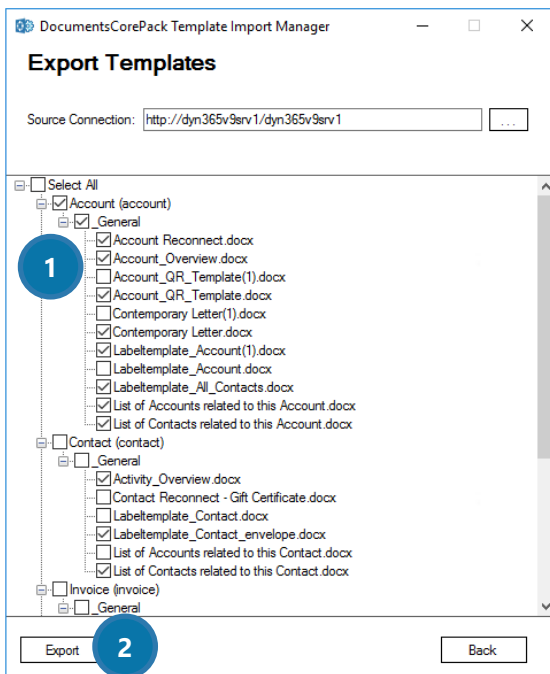 DocumentsCorePack Template Import Manager
Export Templates
Source Connection: http://dyn365v9srv1/dyn365v9srv1 ...
Select All
Account (account)
_General
Account Reconnect.docx
Account_Overview.docx
1
Account_QR_Template(1).docx
Account_QR_Template.docx
Contemporary Letter(1).docx
Contemporary Letter.docx
Labeltemplate_Account(1).docx
Labeltemplate_Account.docx
Labeltemplate_All_Contacts.docx
List of Accounts related to this Account.docx
List of Contacts related to this Account.docx
Contact (contact)
_General
Activity_Overview.docx
Contact Reconnect - Gift Certificate.docx
Labeltemplate_Contact.docx
Labeltemplate_Contact_envelope.docx
List of Accounts related to this Contact.docx
List of Contacts related to this Contact.docx
Invoice (invoice)
_General
Export 2 Back